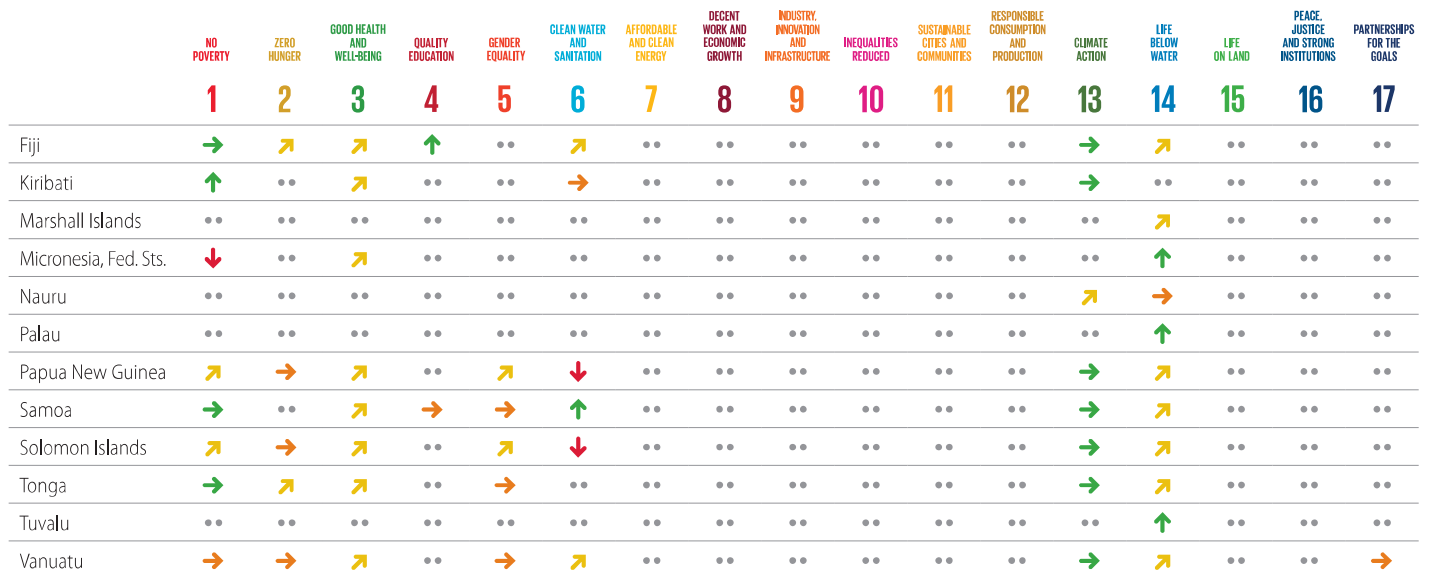 NO POVERTY
ZERO HUNGER
GOOD HEALTH AND WELL-BEING
QUALITY EDUCATION
GENDER EQUALITY
CLEAN WATER AND SANITATION
AFFORDABLE AND CLEAN ENERGY
DECENT WORK AND ECONOMIC GROWTH
INDUSTRY, INNOVATION AND INFRASTRUCTURE
INEQUALITIES REDUCED
SUSTAINABLE CITIES AND COMMUNITIES
RESPONSIBLE CONSUMPTION AND PRODUCTION
CLIMATE ACTION
LIFE BELOW WATER
LIFE ON LAND
PEACE, JUSTICE AND STRONG INSTITUTIONS
PARTNERSHIPS FOR THE GOALS
1 2 3 4 5 6 7 8 9 10 11 12 13 14 15 16 17
Fiji
Kiribati
Marshall Islands
Micronesia, Fed. Sts.
Nauru
Palau
Papua New Guinea
Samoa
Solomon Islands
Tonga
Tuvalu
Vanuatu